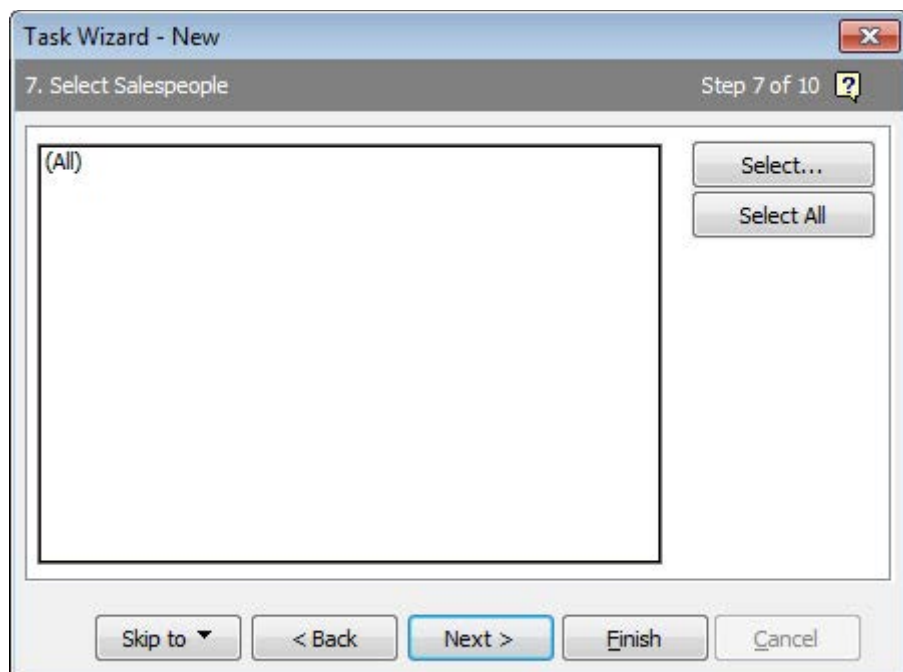 Task Wizard - New
7. Select Salespeople Step 7 of 10 ?
(All)
Select...
Select All
Skip to < Back Next > Finish Cancel